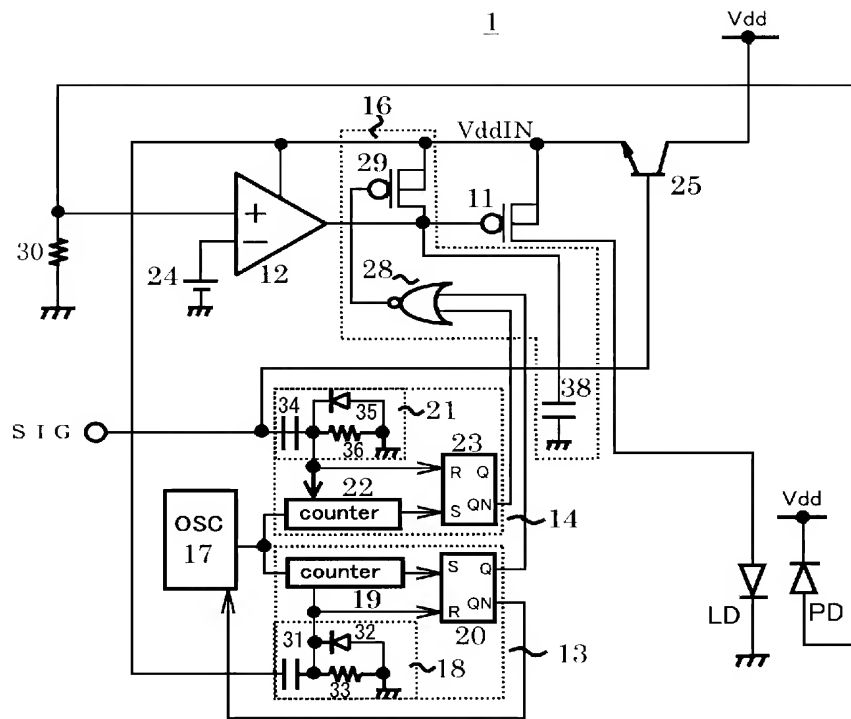 1
Vdd
16
VddIN
29
11
25
30
+
−
24
12
28
38
34
35
21
SIG
36
23
R Q
22
counter
S QN
14
OSC
17
Vdd
counter
S Q
19
QN
R
20
LD
PD
31
32
18
13
33